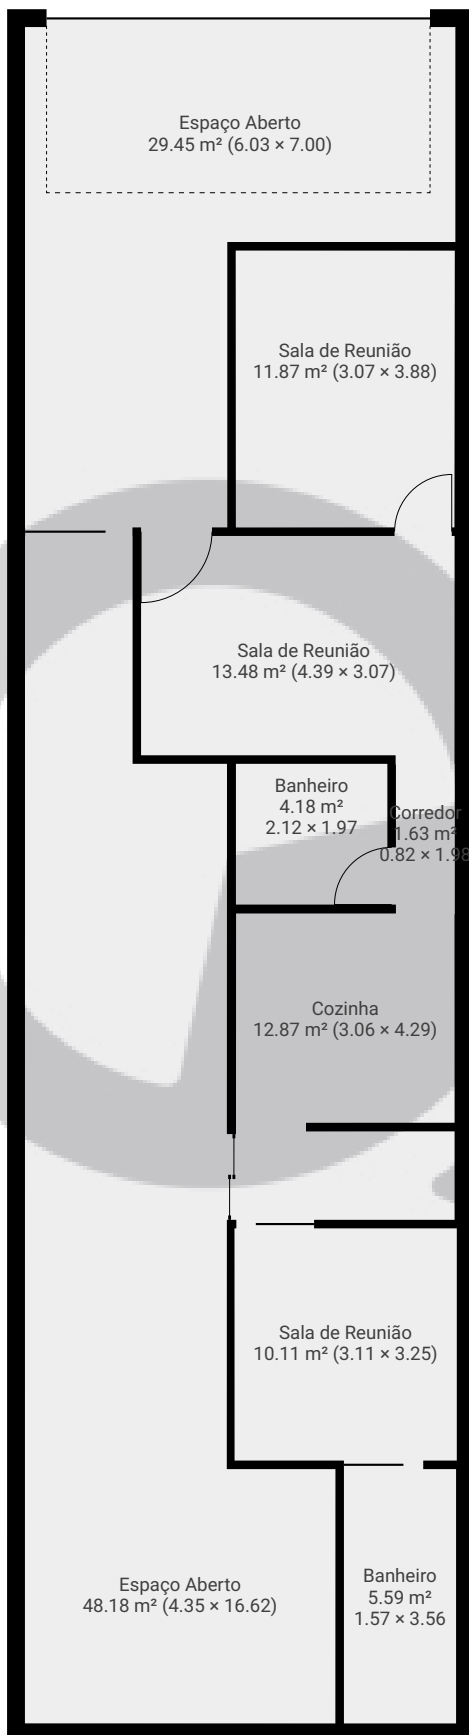 Espaço Aberto
29.45 m² (6.03 × 7.00)
Sala de Reunião
11.87 m² (3.07 × 3.88)
Sala de Reunião
13.48 m² (4.39 × 3.07)
Banheiro
4.18 m²
2.12 × 1.97
Corredor
1.63 m²
0.82 × 1.98
Cozinha
12.87 m² (3.06 × 4.29)
Sala de Reunião
10.11 m² (3.11 × 3.25)
Espaço Aberto
48.18 m² (4.35 × 16.62)
Banheiro
5.59 m²
1.57 × 3.56